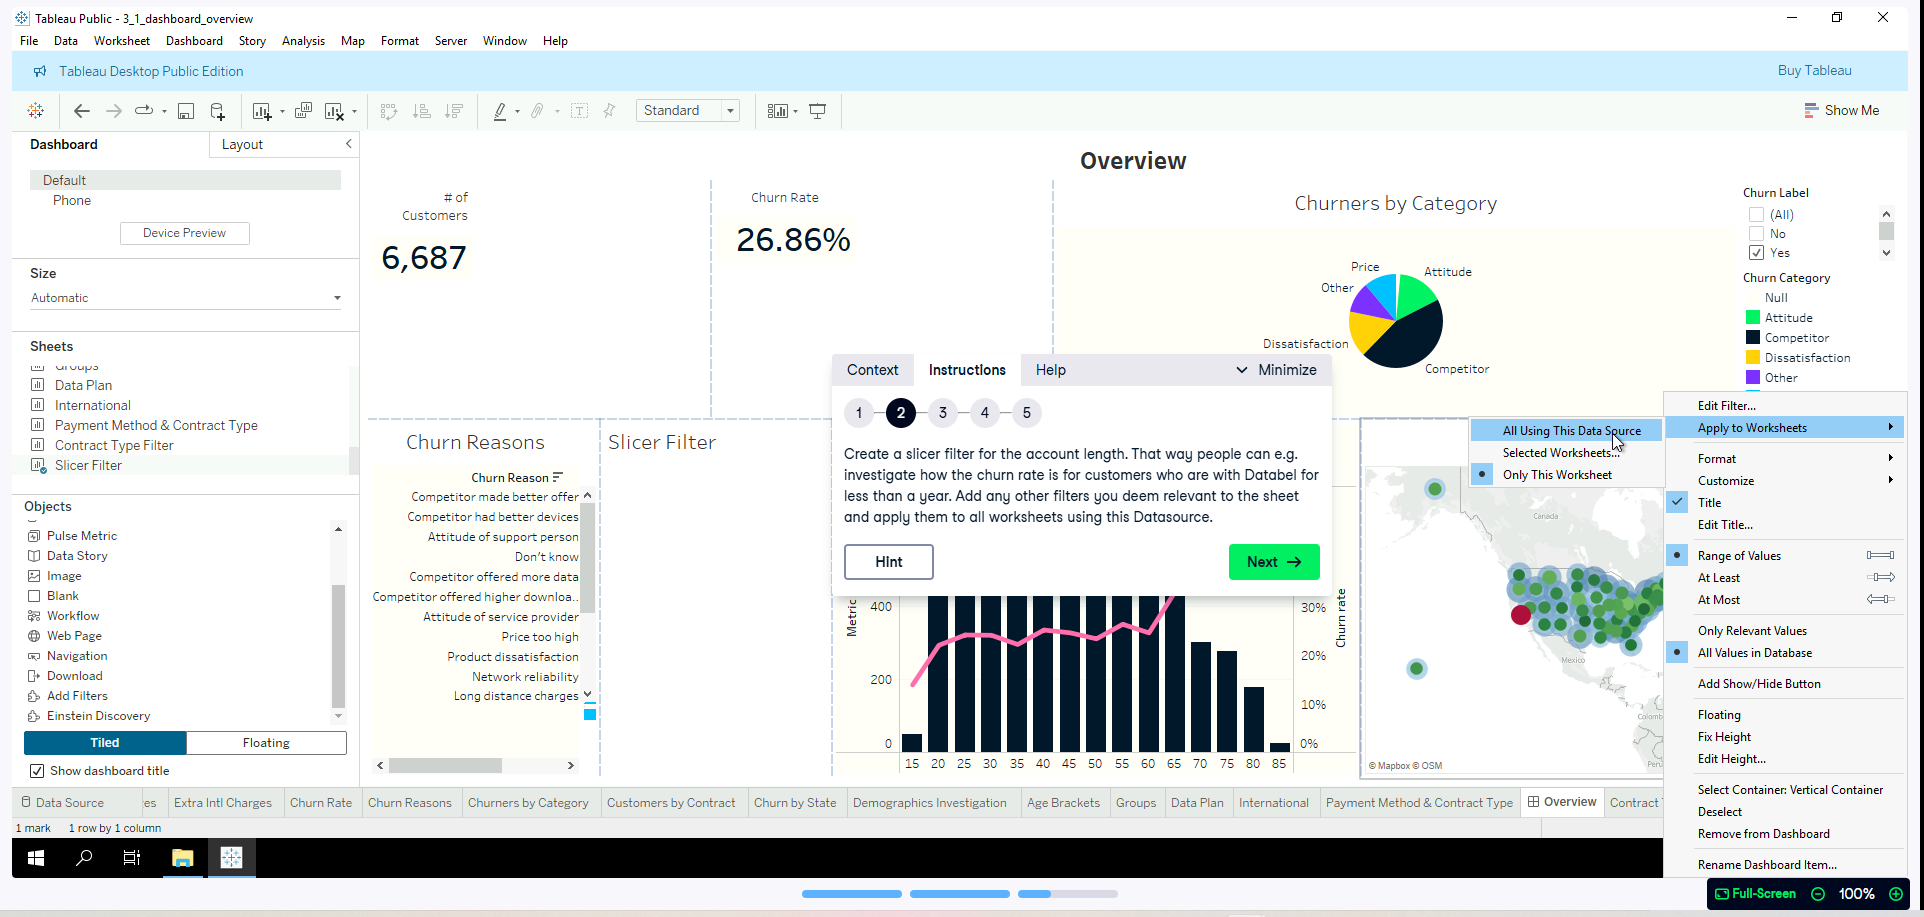 Tableau Public - 3_1_dashboard_overview
File Data Worksheet Dashboard Story Analysis Map Format Server Window Help
Tableau Desktop Public Edition
Buy Tableau
Standard
Show Me
Dashboard
Layout
Default
Phone
Device Preview
Size
Automatic
Sheets
Groups
Data Plan
International
Payment Method & Contract Type
Contract Type Filter
Slicer Filter
Objects
Pulse Metric
Data Story
Image
Blank
Workflow
Web Page
Navigation
Download
Add Filters
Einstein Discovery
Tiled
Floating
Show dashboard title
Overview
# of
Customers
6,687
Churn Rate
26.86%
Churners by Category
Price
Attitude
Other
Dissatisfaction
Competitor
Churn Label
(All)
No
Yes
Churn Category
Null
Attitude
Competitor
Dissatisfaction
Other
Churn Reasons
Churn Reason
Competitor made better offer
Competitor had better devices
Attitude of support person
Don't know
Competitor offered more data
Competitor offered higher downloa..
Attitude of service provider
Price too high
Product dissatisfaction
Network reliability
Long distance charges
Slicer Filter
Context
Instructions
Help
Minimize
1 2 3 4 5
Create a slicer filter for the account length. That way people can e.g.
investigate how the churn rate is for customers who are with Databel for
less than a year. Add any other filters you deem relevant to the sheet
and apply them to all worksheets using this Datasource.
Hint
Next
Metric
400
200
0
30%
20%
10%
0%
Churn rate
15 20 25 30 35 40 45 50 55 60 65 70 75 80 85
Canada
Mexico
Colomb
Peru
© Mapbox © OSM
All Using This Data Source
Selected Worksheets...
Only This Worksheet
Edit Filter...
Apply to Worksheets
Format
Customize
Title
Edit Title...
Range of Values
At Least
At Most
Only Relevant Values
All Values in Database
Add Show/Hide Button
Floating
Fix Height
Edit Height...
Select Container: Vertical Container
Deselect
Remove from Dashboard
Rename Dashboard Item...
Data Source
es
Extra Intl Charges
Churn Rate
Churn Reasons
Churners by Category
Customers by Contract
Churn by State
Demographics Investigation
Age Brackets
Groups
Data Plan
International
Payment Method & Contract Type
Overview
Contract T
1 mark 1 row by 1 column
Full-Screen
100%